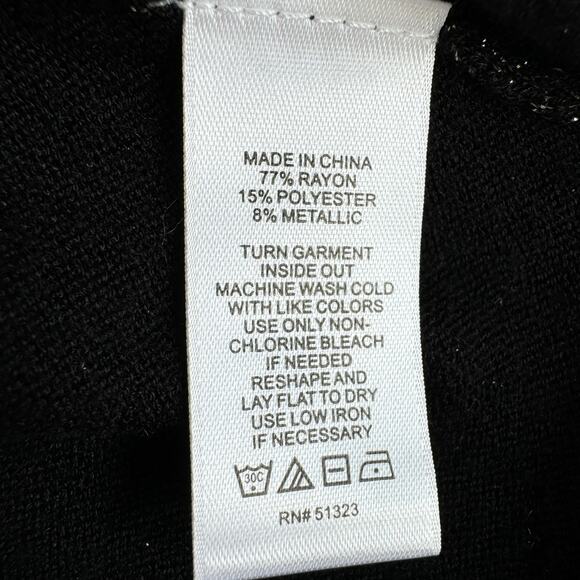 MADE IN CHINA
77% RAYON
15% POLYESTER
8% METALLIC
TURN GARMENT
INSIDE OUT
MACHINE WASH COLD
WITH LIKE COLORS
USE ONLY NON-
CHLORINE BLEACH
IF NEEDED
RESHAPE AND
LAY FLAT TO DRY
USE LOW IRON
IF NECESSARY
30C
RN# 51323